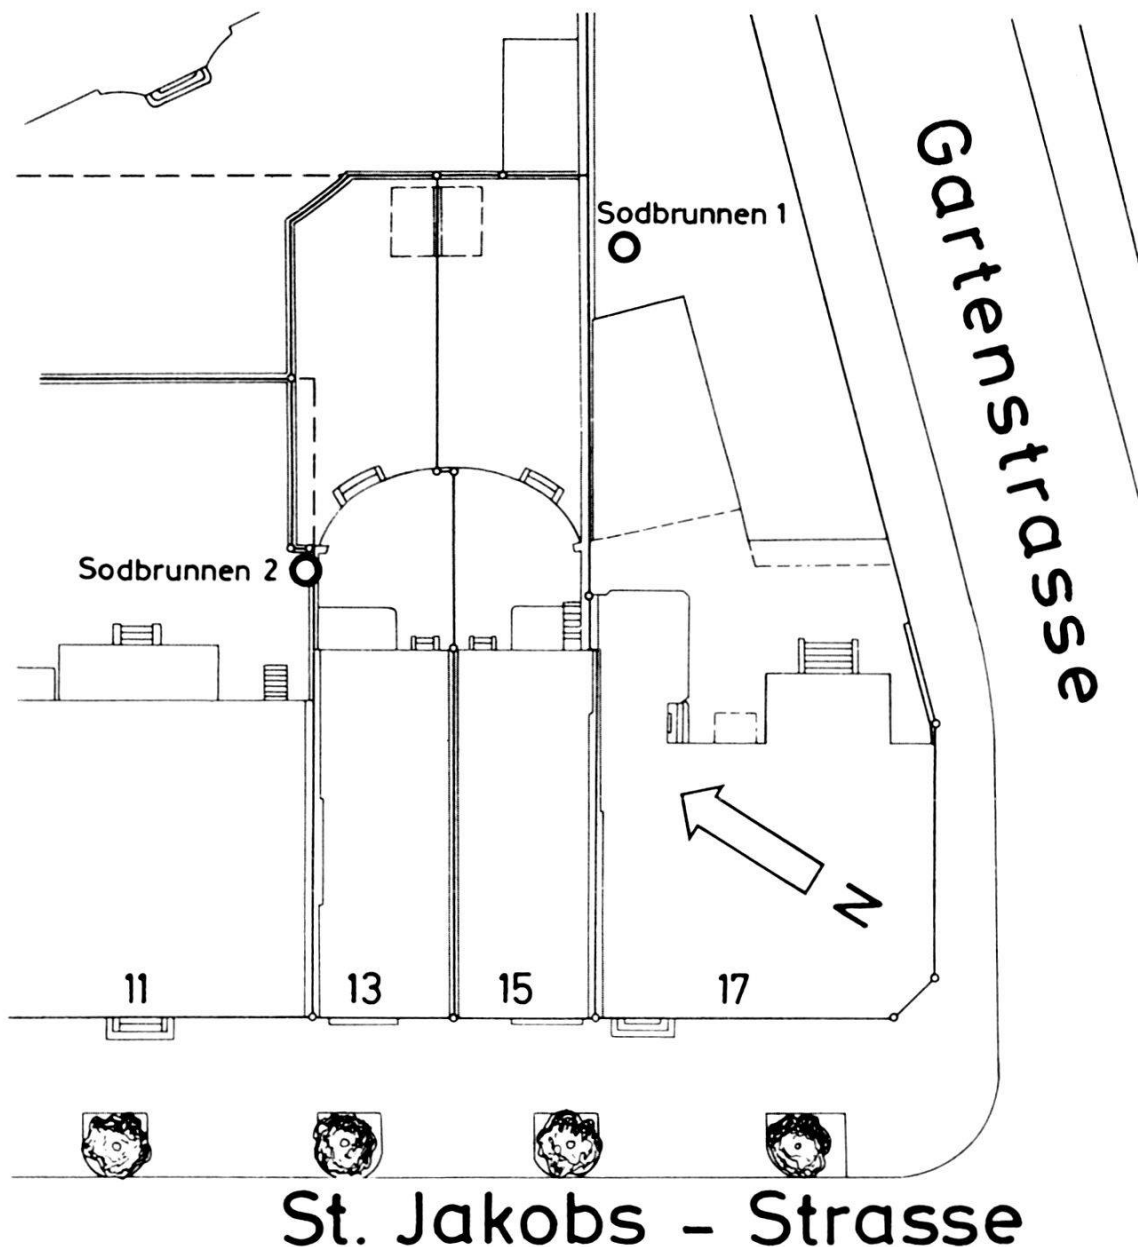 Sodbrunnen 1
Gartenstrasse
Sodbrunnen 2
N
11
13
15
17
St. Jakobs – Strasse